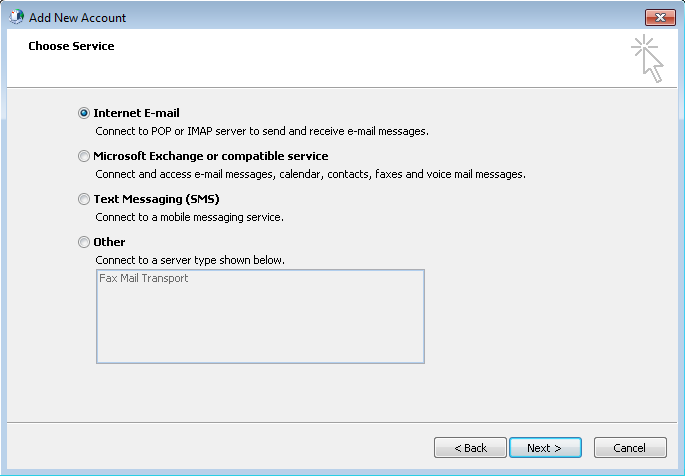 Add New Account
Choose Service
Internet E-mail
Connect to POP or IMAP server to send and receive e-mail messages.
Microsoft Exchange or compatible service
Connect and access e-mail messages, calendar, contacts, faxes and voice mail messages.
Text Messaging (SMS)
Connect to a mobile messaging service.
Other
Connect to a server type shown below.
Fax Mail Transport
< Back Next > Cancel